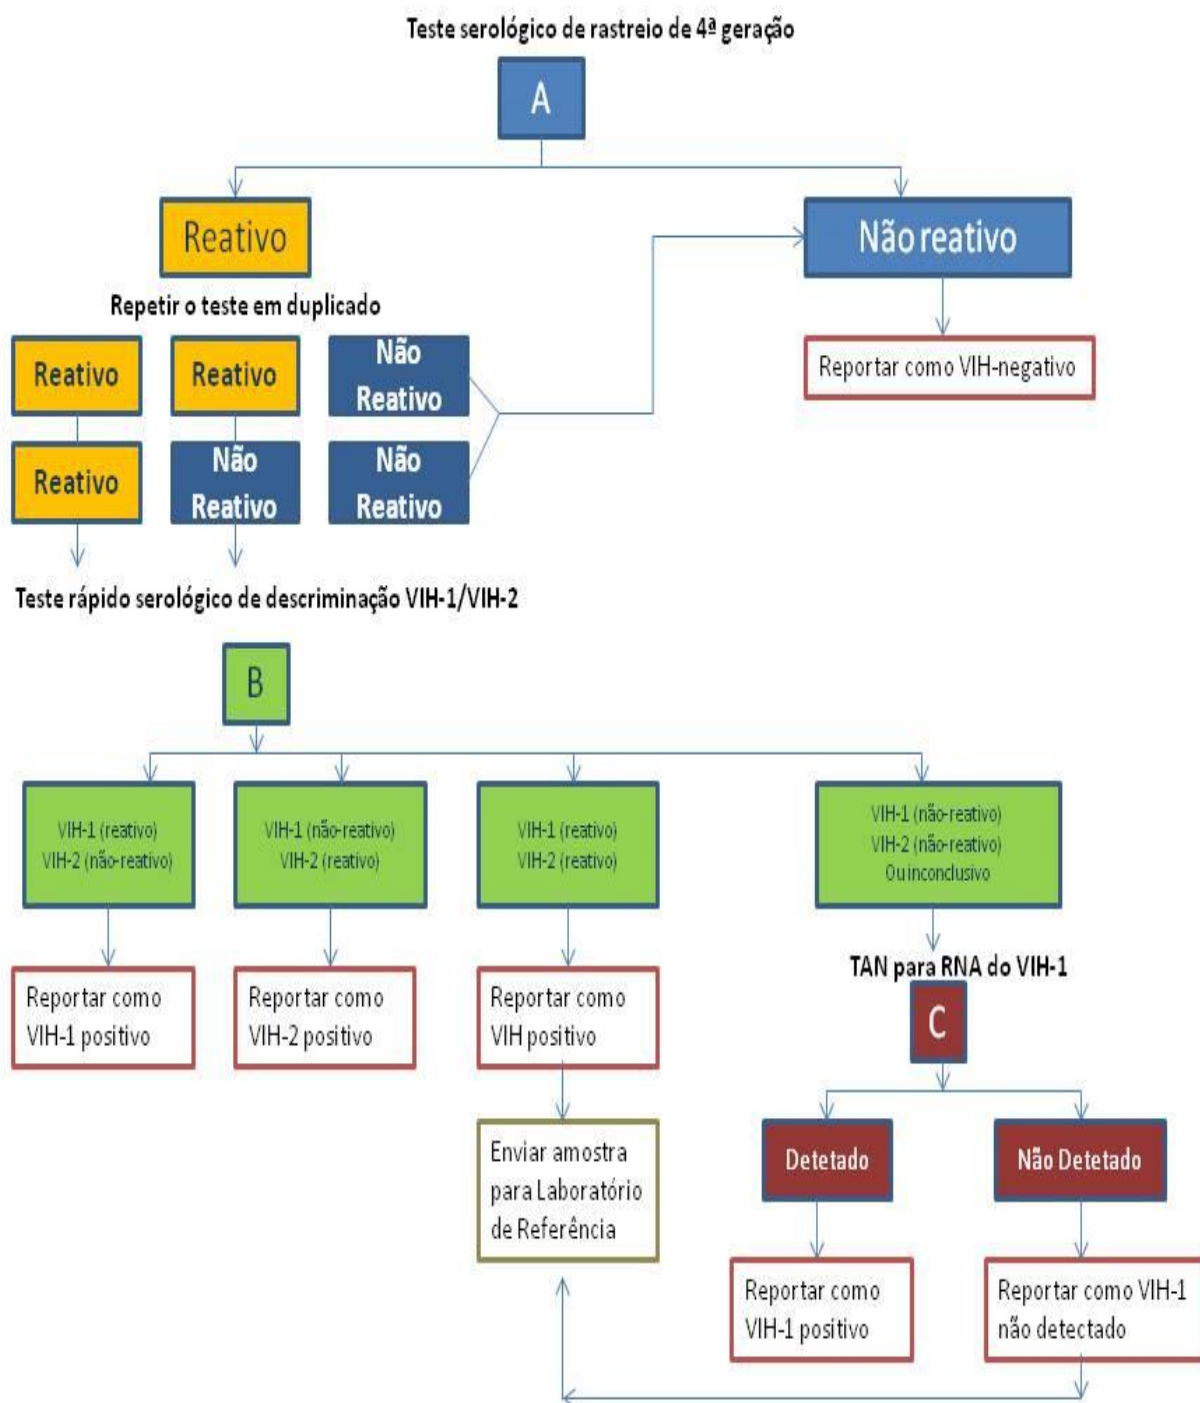 Teste serológico de rastreio de 4ª geração
A
Reativo
Não reativo
Repetir o teste em duplicado
Reativo
Reativo
Não
Reativo
Reportar como VIH-negativo
Reativo
Não
Reativo
Não
Reativo
Teste rápido serológico de descriminação VIH-1/VIH-2
B
VIH-1 (reativo)
VIH-2 (não-reativo)
VIH-1 (não-reativo)
VIH-2 (reativo)
VIH-1 (reativo)
VIH-2 (reativo)
VIH-1 (não-reativo)
VIH-2 (não-reativo)
Ou inconclusivo
Reportar como
VIH-1 positivo
Reportar como
VIH-2 positivo
Reportar como
VIH positivo
TAN para RNA do VIH-1
C
Enviar amostra
para Laboratório
de Referência
Detetado
Não Detetado
Reportar como
VIH-1 positivo
Reportar como VIH-1
não detectado